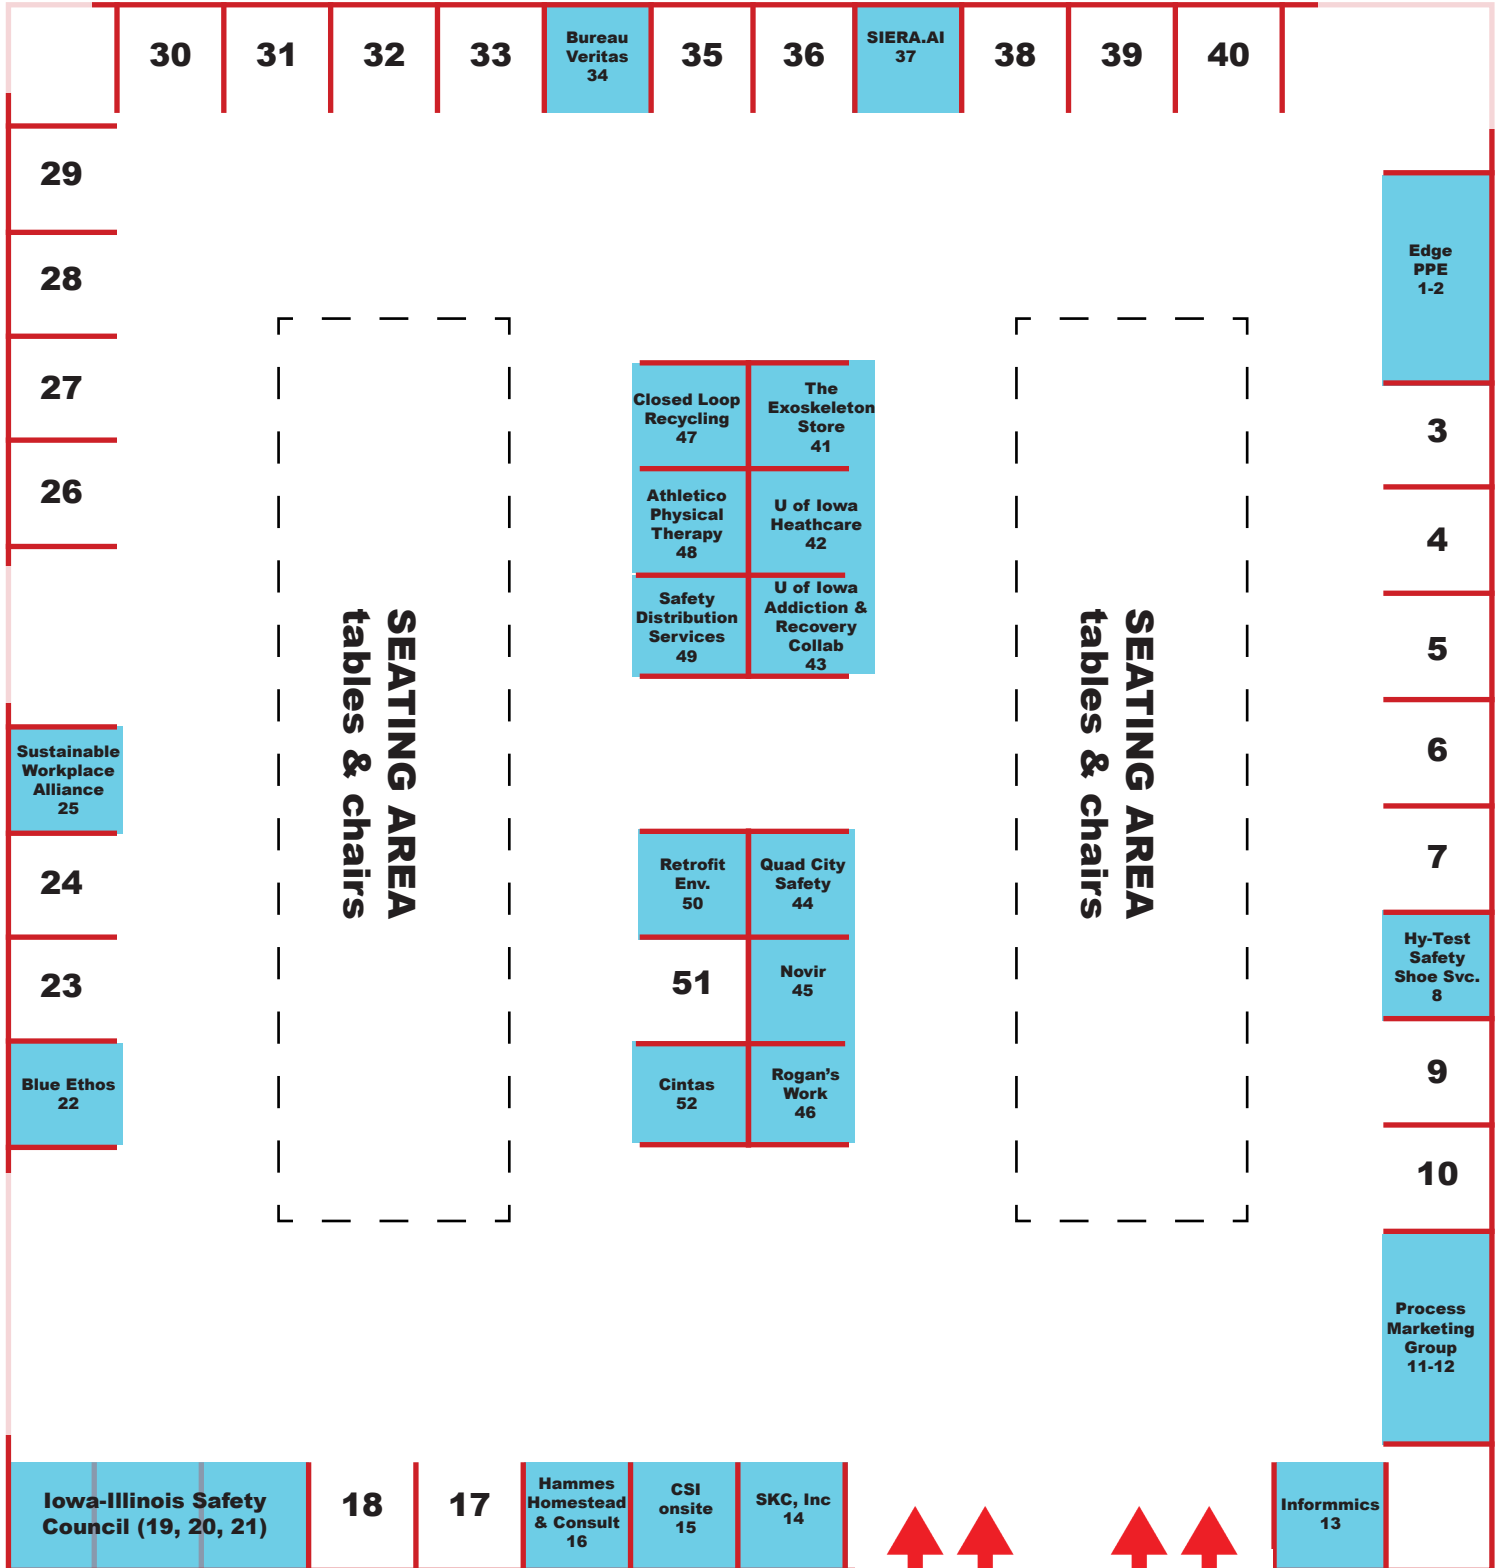 30
31
32
33
Bureau
Veritas
34
35
36
SIERA.AI
37
38
39
40
29
28
27
26
Sustainable
Workplace
Alliance
25
24
23
Blue Ethos
22
SEATING AREA
tables & chairs
Closed Loop
Recycling
47
The
Exoskeleton
Store
41
Athletico
Physical
Therapy
48
U of Iowa
Heathcare
42
Safety
Distribution
Services
49
U of Iowa
Addiction &
Recovery
Collab
43
Retrofit
Env.
50
Quad City
Safety
44
51
Novir
45
Cintas
52
Rogan's
Work
46
SEATING AREA
tables & chairs
Edge
PPE
1-2
3
4
5
6
7
Hy-Test
Safety
Shoe Svc.
8
9
10
Process
Marketing
Group
11-12
Iowa-Illinois Safety
Council (19, 20, 21)
18
17
Hammes
Homestead
& Consult
16
CSI
onsite
15
SKC, Inc
14
Informmics
13